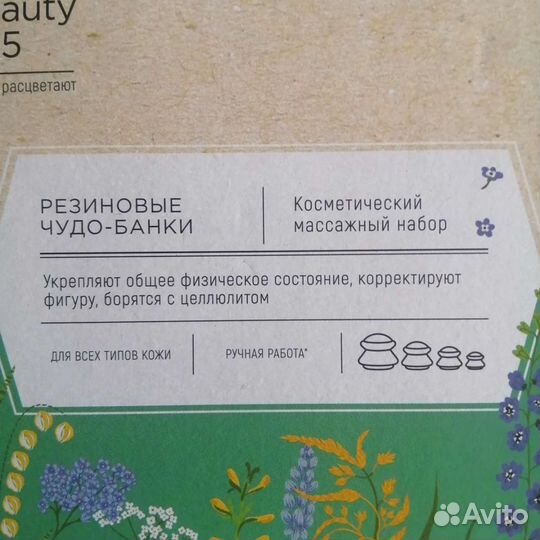 auty
5
расцветают
РЕЗИНОВЫЕ
ЧУДО-БАНКИ
Косметический
массажный набор
Укрепляют общее физическое состояние, корректируют
фигуру, борятся с целлюлитом
ДЛЯ ВСЕХ ТИПОВ КОЖИ
РУЧНАЯ РАБОТА*
Avito